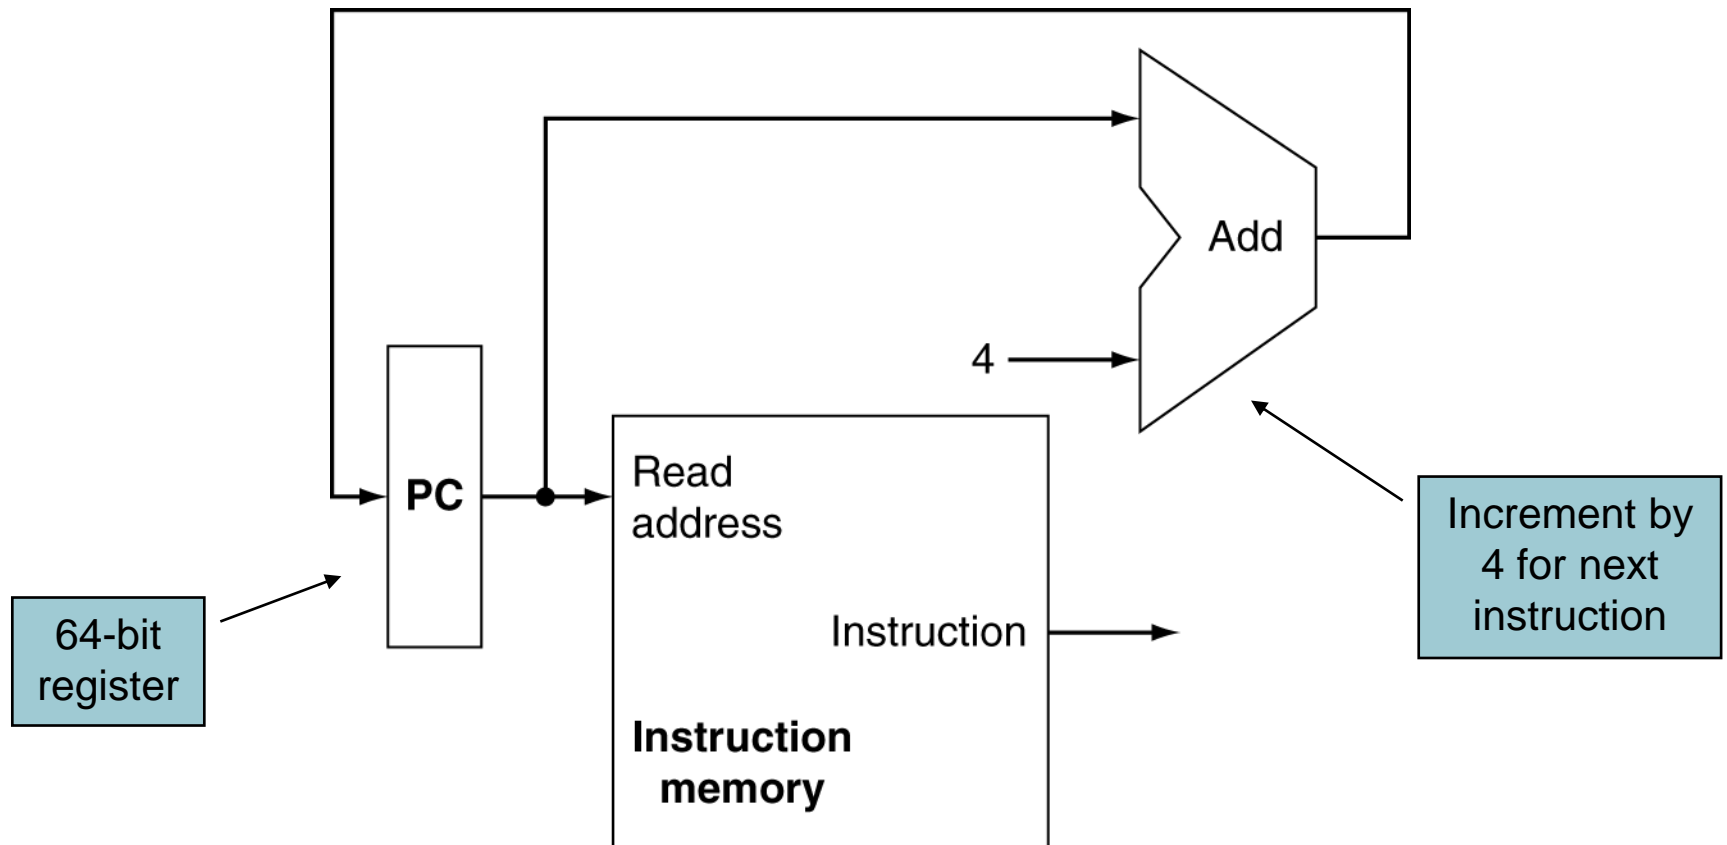 Add
4
PC
Read
address
Instruction
Instruction
memory
64-bit
register
Increment by
4 for next
instruction